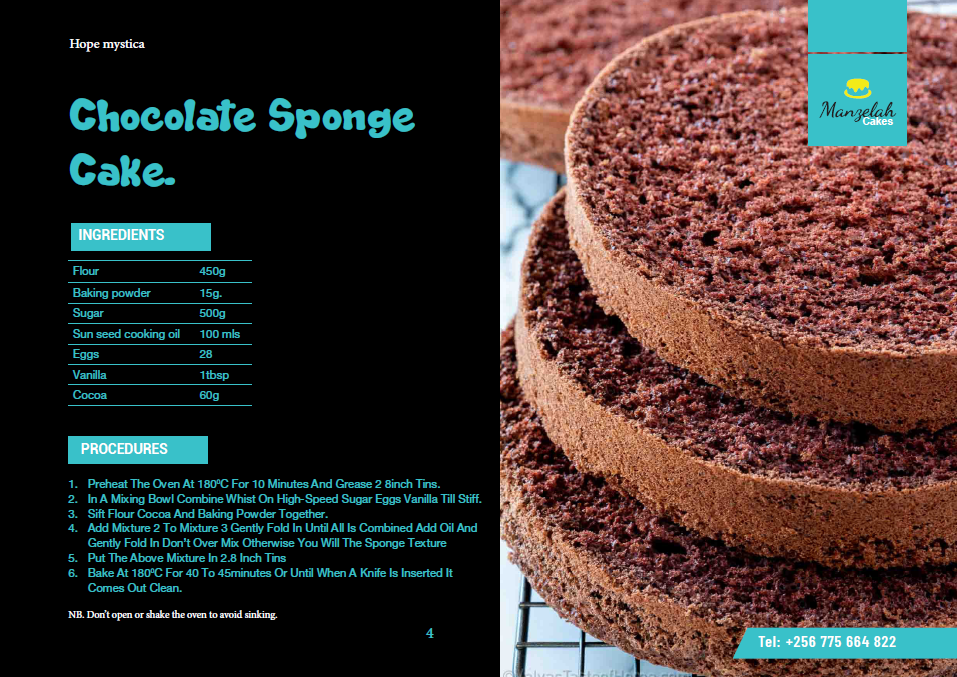 Hope mystica
Chocolate Sponge
Cake.
INGREDIENTS
Flour 450g
Baking powder 15g.
Sugar 500g
Sun seed cooking oil 100 mls
Eggs 28
Vanilla 1tbsp
Cocoa 60g
PROCEDURES
1. Preheat The Oven At 180⁰C For 10 Minutes And Grease 2 8inch Tins.
2. In A Mixing Bowl Combine Whist On High-Speed Sugar Eggs Vanilla Till Stiff.
3. Sift Flour Cocoa And Baking Powder Together.
4. Add Mixture 2 To Mixture 3 Gently Fold In Until All Is Combined Add Oil And
Gently Fold In Don't Over Mix Otherwise You Will The Sponge Texture
5. Put The Above Mixture In 2.8 Inch Tins
6. Bake At 180⁰C For 40 To 45minutes Or Until When A Knife Is Inserted It
Comes Out Clean.
NB. Don't open or shake the oven to avoid sinking.
4
Manzelah
Cakes
Tel: +256 775 664 822